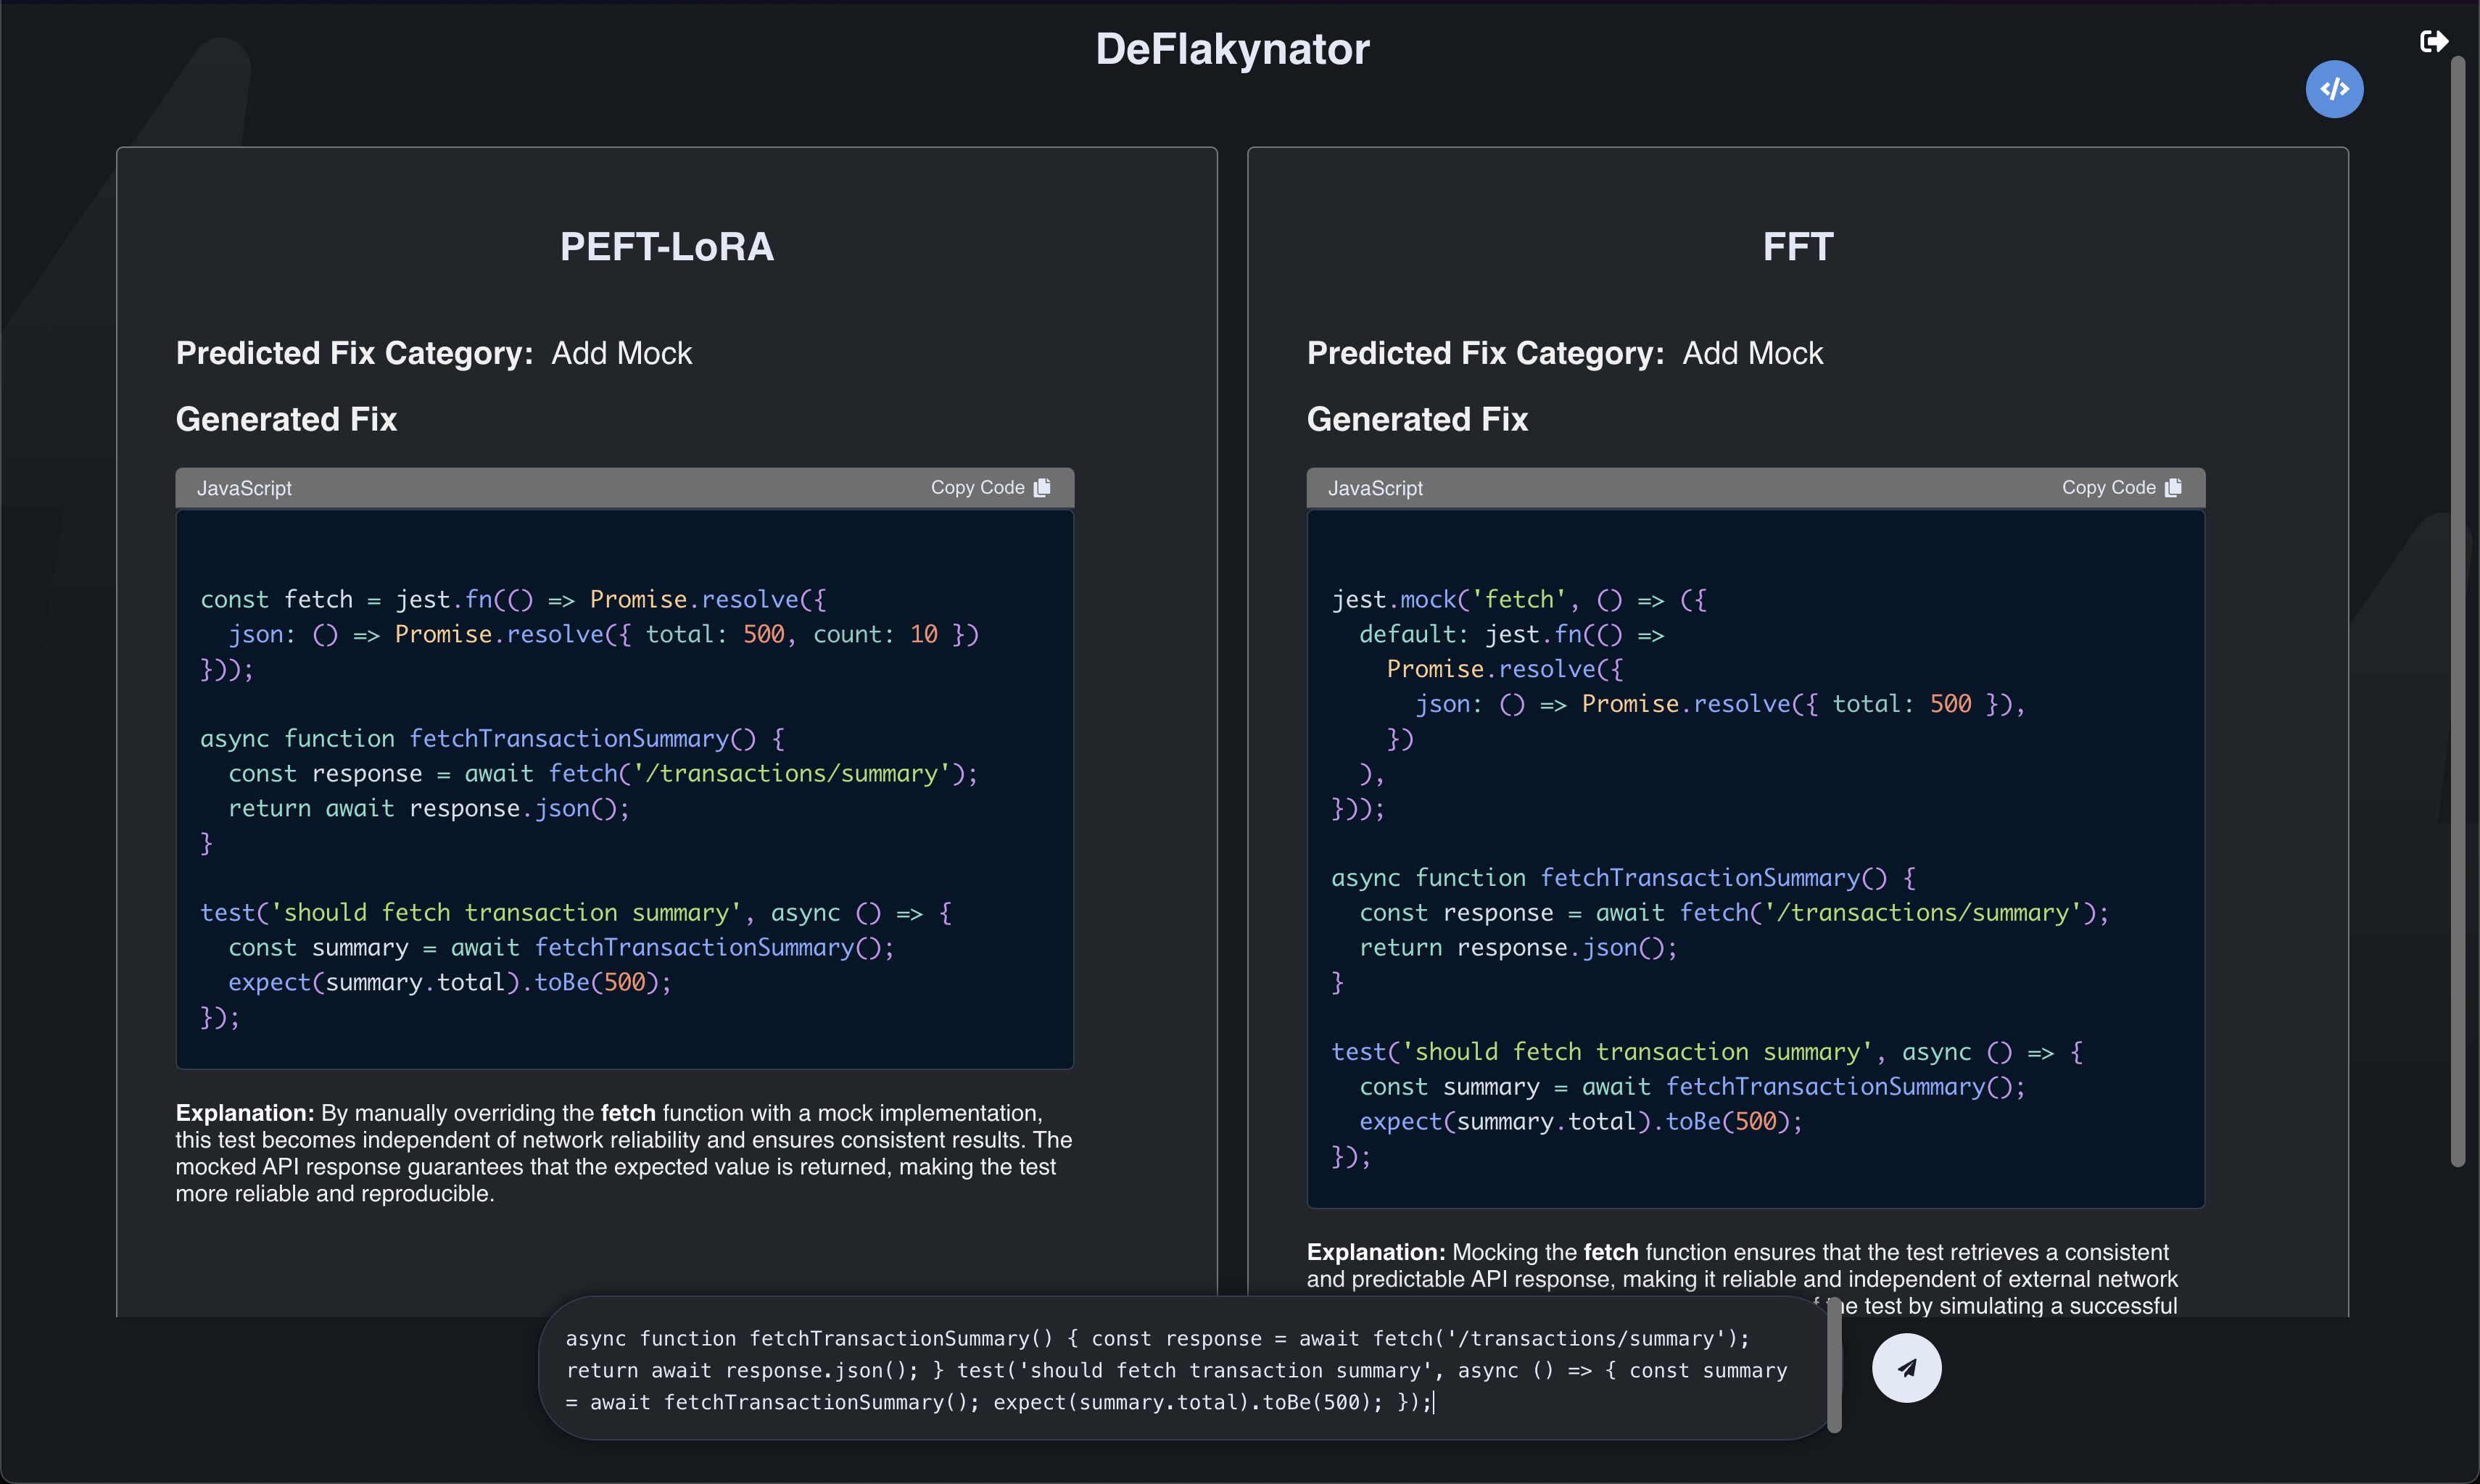 DeFlakynator
PEFT-LoRA
Predicted Fix Category: Add Mock
Generated Fix
JavaScript
Copy Code
const fetch = jest.fn(() => Promise.resolve({
  json: () => Promise.resolve({ total: 500, count: 10 })
}));

async function fetchTransactionSummary() {
  const response = await fetch('/transactions/summary');
  return await response.json();
}

test('should fetch transaction summary', async () => {
  const summary = await fetchTransactionSummary();
  expect(summary.total).toBe(500);
});
Explanation: By manually overriding the fetch function with a mock implementation,
this test becomes independent of network reliability and ensures consistent results. The
mocked API response guarantees that the expected value is returned, making the test
more reliable and reproducible.
FFT
Predicted Fix Category: Add Mock
Generated Fix
JavaScript
Copy Code
jest.mock('fetch', () => ({
  default: jest.fn(() =>
    Promise.resolve({
      json: () => Promise.resolve({ total: 500 }),
    })
  ),
}));

async function fetchTransactionSummary() {
  const response = await fetch('/transactions/summary');
  return response.json();
}

test('should fetch transaction summary', async () => {
  const summary = await fetchTransactionSummary();
  expect(summary.total).toBe(500);
});
Explanation: Mocking the fetch function ensures that the test retrieves a consistent
and predictable API response, making it reliable and independent of external network
test by simulating a successful
async function fetchTransactionSummary() { const response = await fetch('/transactions/summary');
return await response.json(); } test('should fetch transaction summary', async () => { const summary
= await fetchTransactionSummary(); expect(summary.total).toBe(500); });